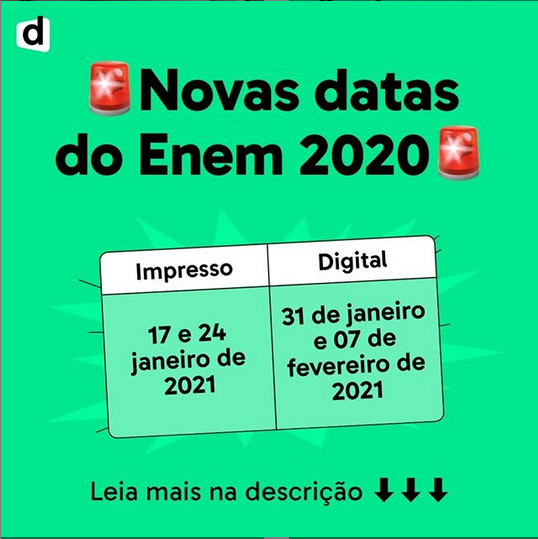 d
Novas datas
do Enem 2020
Impresso
Digital
17 e 24
janeiro de
2021
31 de janeiro
e 07 de
fevereiro de
2021
Leia mais na descrição